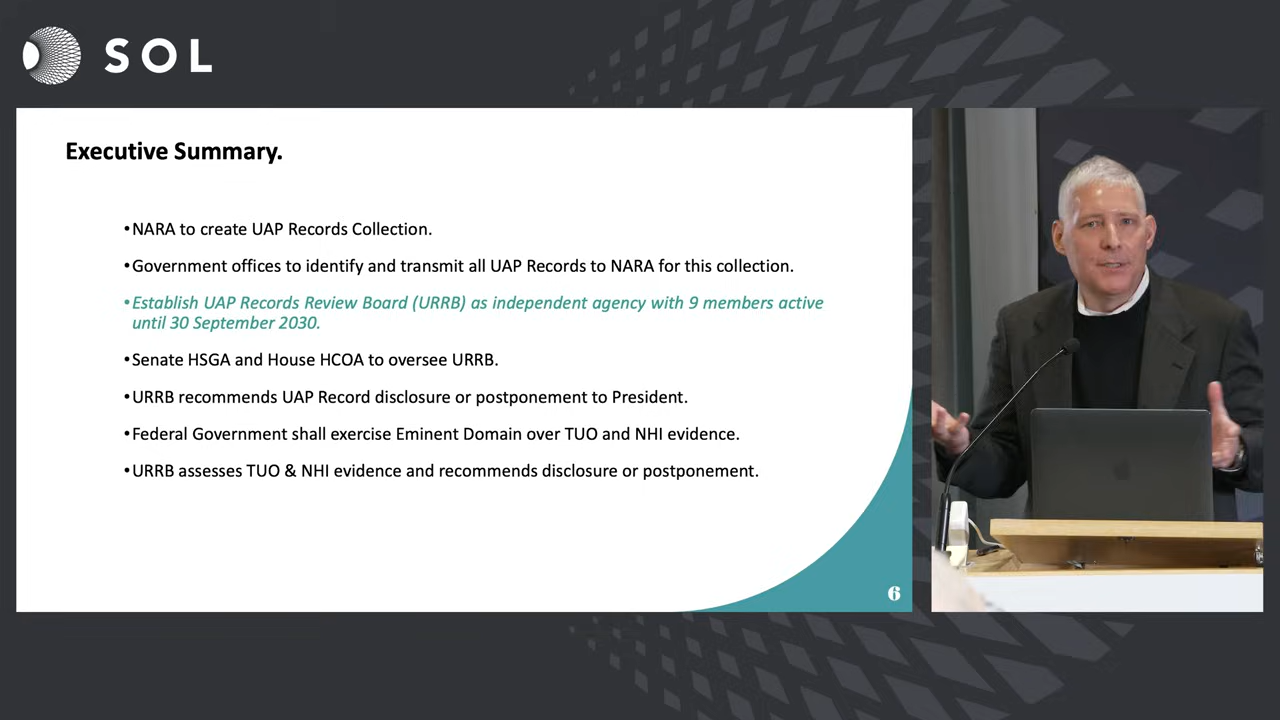 SOL
Executive Summary.
•NARA to create UAP Records Collection.
•Government offices to identify and transmit all UAP Records to NARA for this collection.
•Establish UAP Records Review Board (URRB) as independent agency with 9 members active
until 30 September 2030.
•Senate HSGA and House HCOA to oversee URRB.
•URRB recommends UAP Record disclosure or postponement to President.
•Federal Government shall exercise Eminent Domain over TUO and NHI evidence.
•URRB assesses TUO & NHI evidence and recommends disclosure or postponement.
6